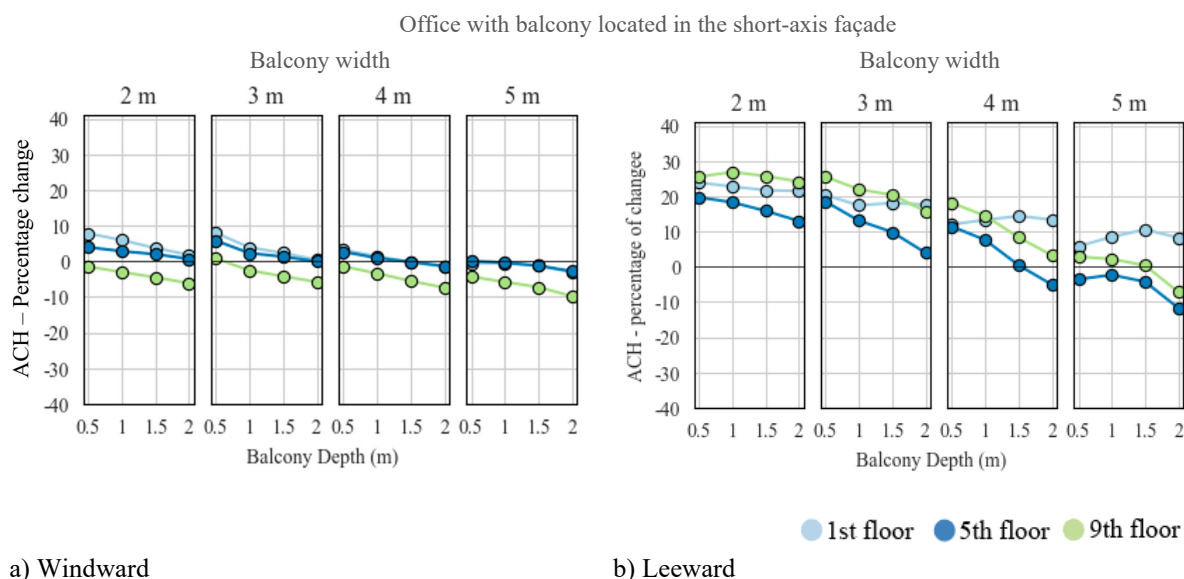 Office with balcony located in the short-axis façade
Balcony width
2 m 3 m 4 m 5 m
ACH – Percentage change
40
30
20
10
0
-10
-20
-30
-40
0.5 1 1.5 2 0.5 1 1.5 2 0.5 1 1.5 2 0.5 1 1.5 2
Balcony Depth (m)
a) Windward
Balcony width
2 m 3 m 4 m 5 m
ACH - percentage of changee
40
30
20
10
0
-10
-20
-30
-40
0.5 1 1.5 2 0.5 1 1.5 2 0.5 1 1.5 2 0.5 1 1.5 2
Balcony Depth (m)
1st floor 5th floor 9th floor
b) Leeward